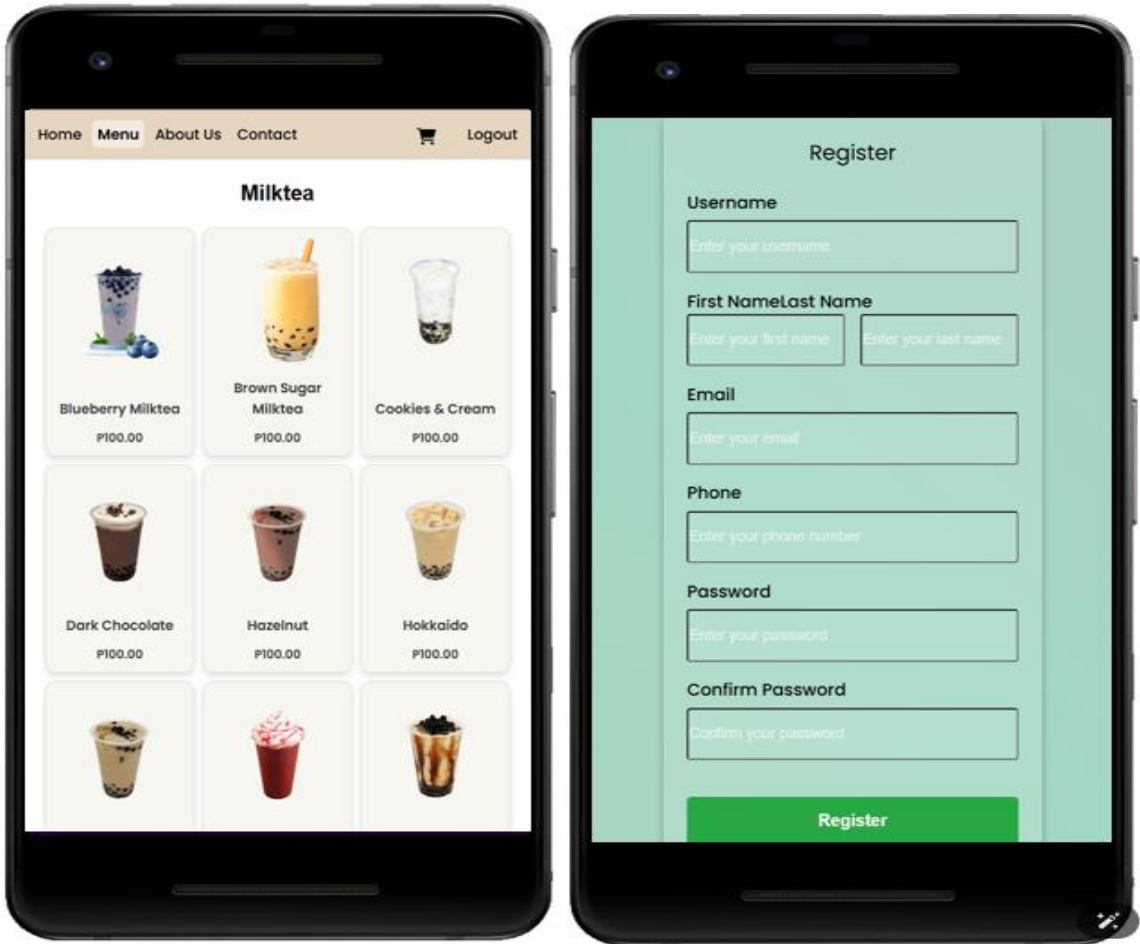 Home Menu About Us Contact Logout
Milktea
Blueberry Milktea
₱100.00
Brown Sugar
Milktea
₱100.00
Cookies & Cream
₱100.00
Dark Chocolate
₱100.00
Hazelnut
₱100.00
Hokkaido
₱100.00
Register
Username
Enter your username
First NameLast Name
Enter your first name Enter your last name
Email
Enter your email
Phone
Enter your phone number
Password
Enter your password
Confirm Password
Confirm your password
Register